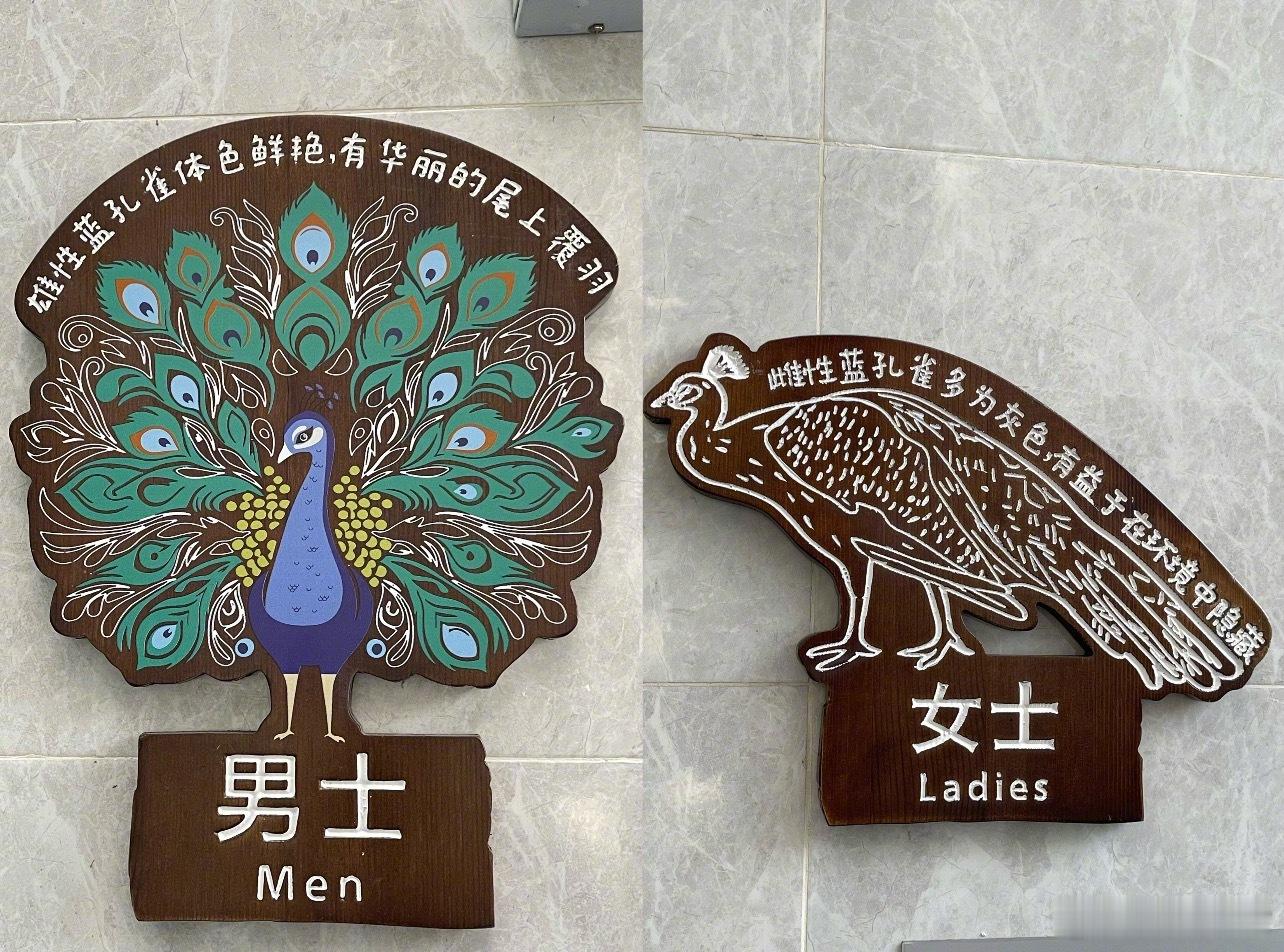 雄性蓝孔雀体色鲜艳,有华丽的尾上覆羽
男士
Men
雌性蓝孔雀多为灰色,有益于在环境中隐藏
女士
Ladies